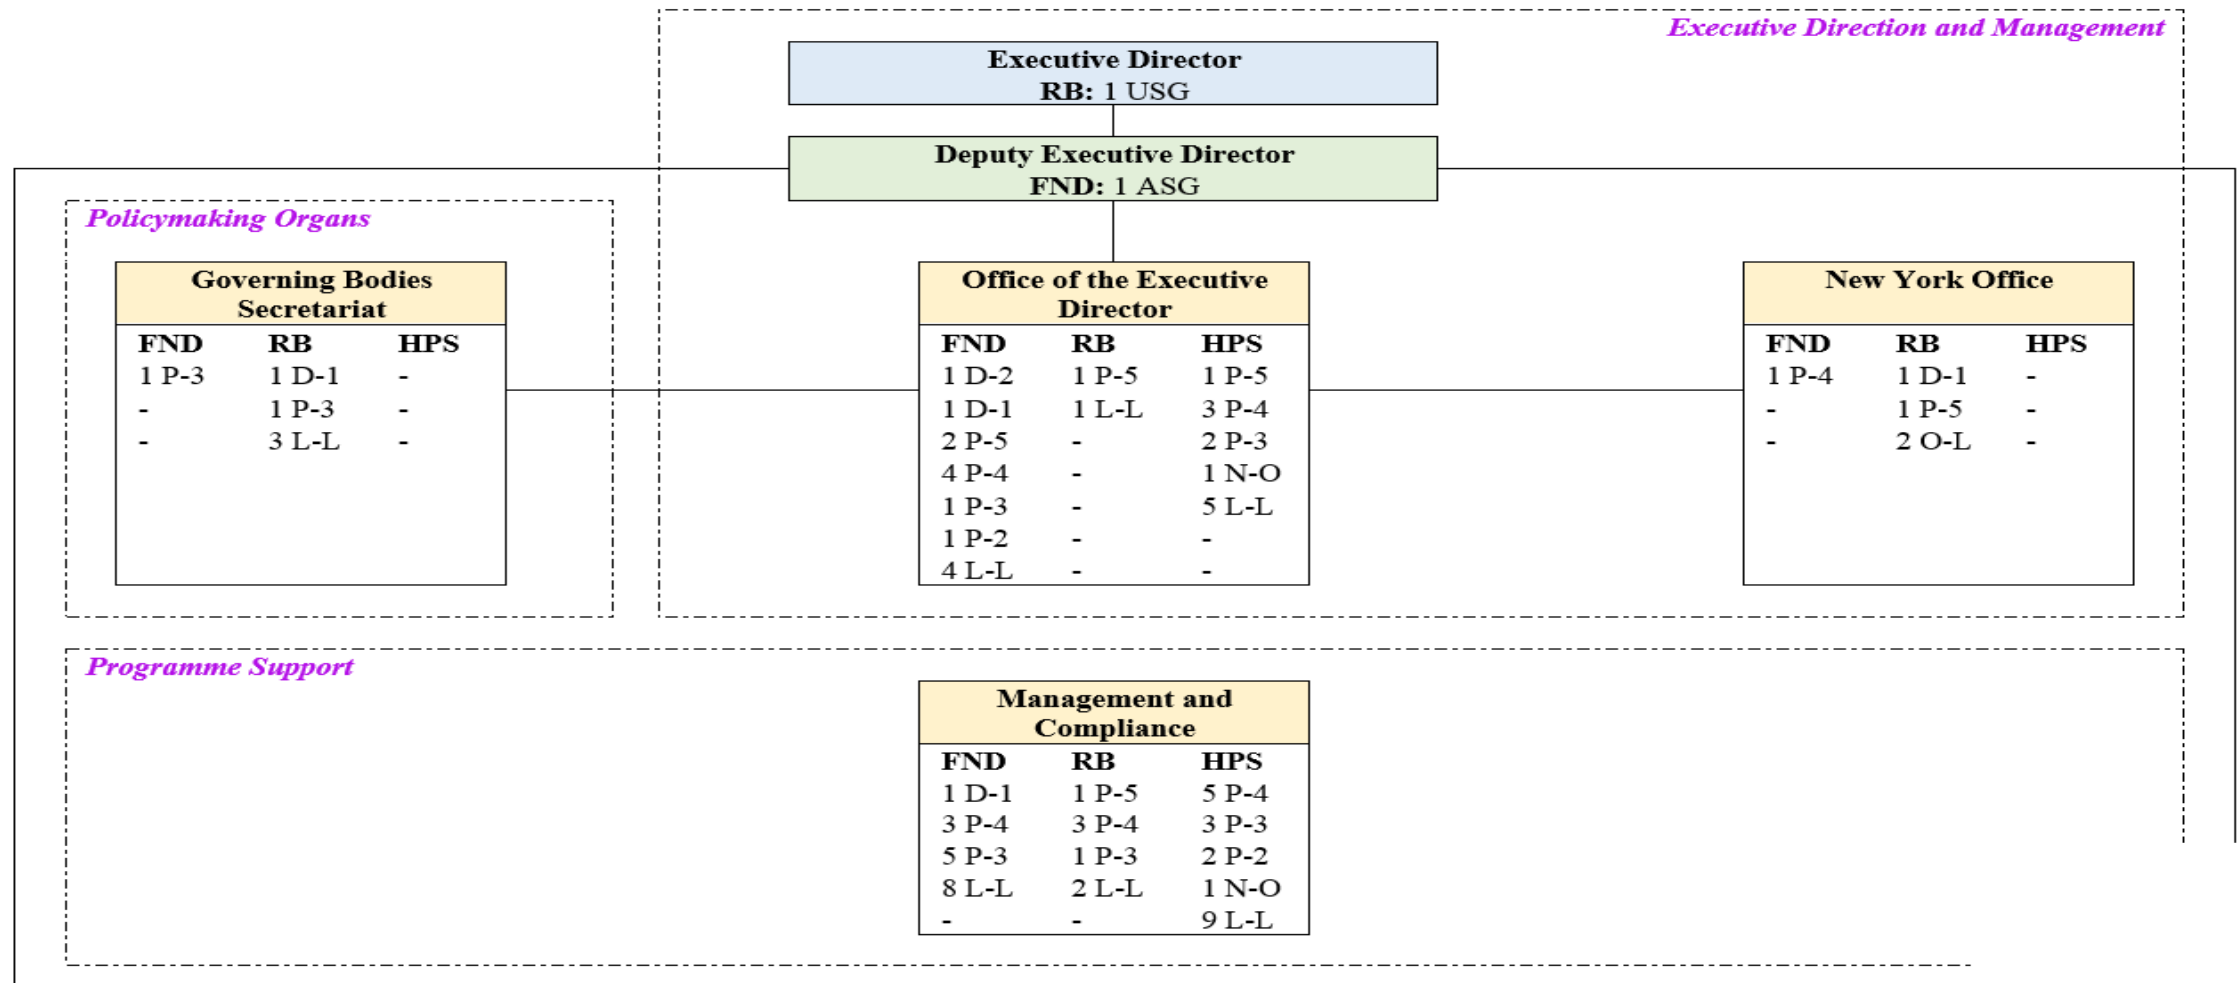 Executive Direction and Management
Executive Director
RB: 1 USG
Deputy Executive Director
FND: 1 ASG
Policymaking Organs
Governing Bodies
Secretariat
FND RB HPS
1 P-3 1 D-1 -
- 1 P-3 -
- 3 L-L -
Office of the Executive
Director
FND RB HPS
1 D-2 1 P-5 1 P-5
1 D-1 1 L-L 3 P-4
2 P-5 - 2 P-3
4 P-4 - 1 N-O
1 P-3 - 5 L-L
1 P-2 - -
4 L-L - -
New York Office
FND RB HPS
1 P-4 1 D-1 -
- 1 P-5 -
- 2 O-L -
Programme Support
Management and
Compliance
FND RB HPS
1 D-1 1 P-5 5 P-4
3 P-4 3 P-4 3 P-3
5 P-3 1 P-3 2 P-2
8 L-L 2 L-L 1 N-O
- - 9 L-L